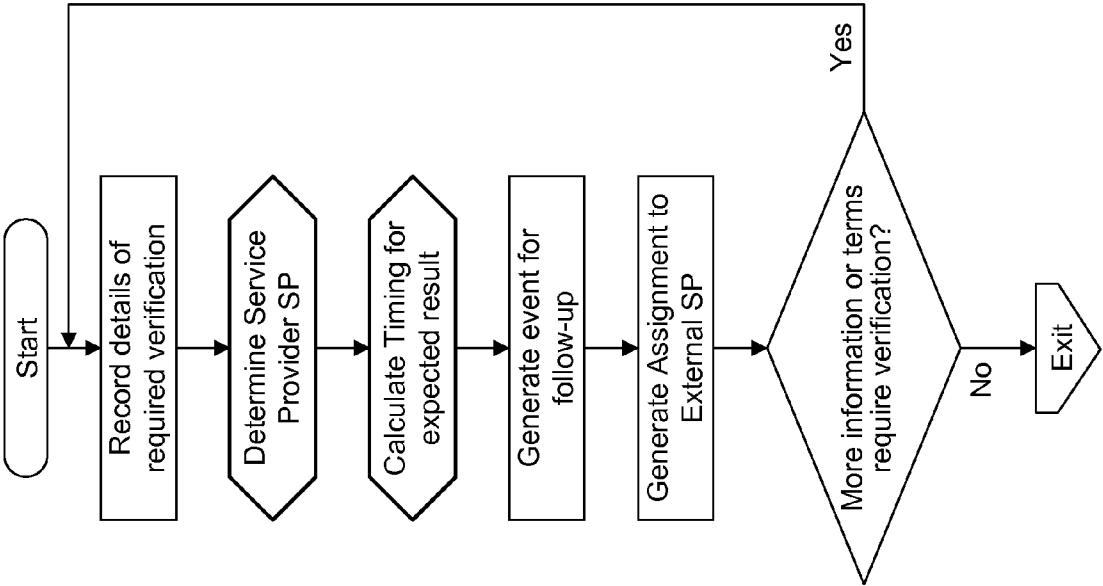 Start
Record details of
required verification
Determine Service
Provider SP
Calculate Timing for
expected result
Generate event for
follow-up
Generate Assignment to
External SP
More information or terms
require verification?
Yes
No
Exit